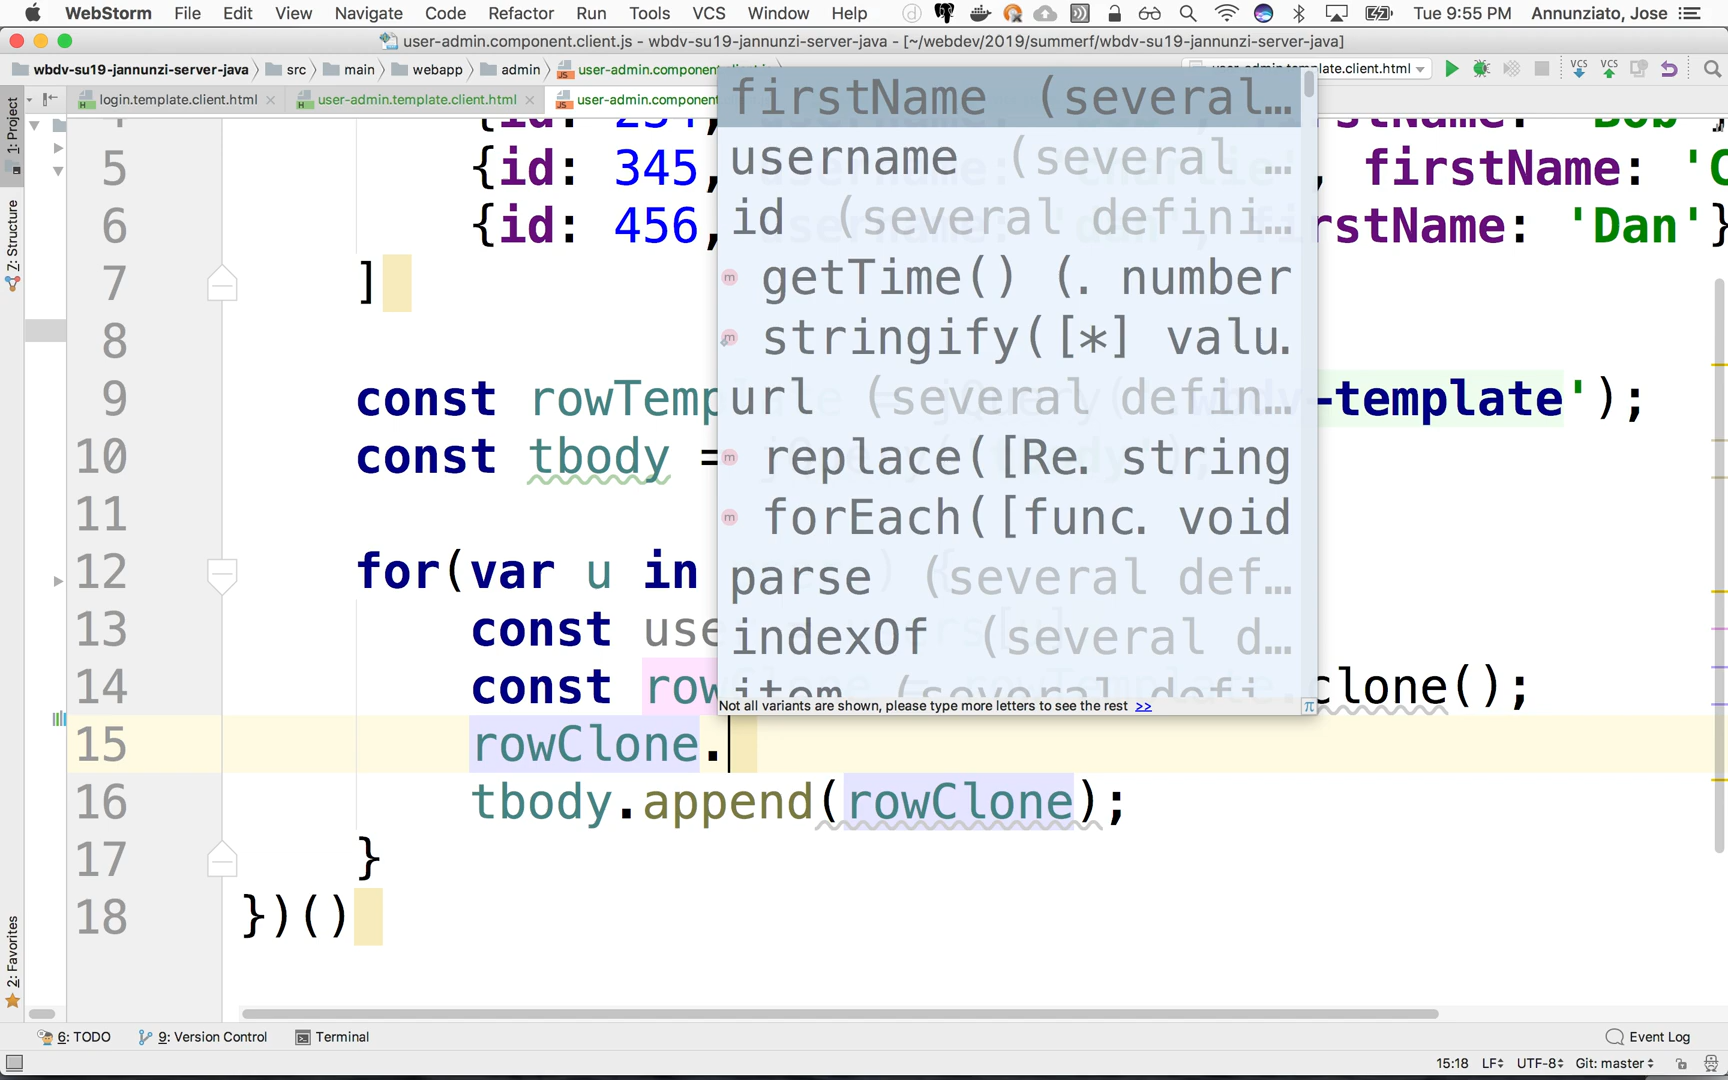 WebStorm File Edit View Navigate Code Refactor Run Tools VCS Window Help Tue 9:55 PM Annunziato, Jose
user-admin.component.client.js - wbdv-su19-jannunzi-server-java - [~/webdev/2019/summerf/wbdv-su19-jannunzi-server-java]
wbdv-su19-jannunzi-server-java src main webapp admin
login.template.client.html user-admin.template.client.html user-admin.component
1: Project
7: Structure
2: Favorites
5 {id: 345, firstName: 'C
6 {id: 456, firstName: 'Dan'}
7 ]
8
9 const rowTemp -template');
10 const tbody =
11
12 for(var u in
13 const use
14 const row clone();
15 rowClone.
16 tbody.append(rowClone);
17 }
18 })()
firstName (several…
username (several …
id (several defini…
getTime() (. number
stringify([*] valu.
url (several defin…
replace([Re. string
forEach([func. void
parse (several def…
indexOf (several d…
item (several defi
Not all variants are shown, please type more letters to see the rest >>
6: TODO 9: Version Control Terminal Event Log
15:18 LF UTF-8 Git: master